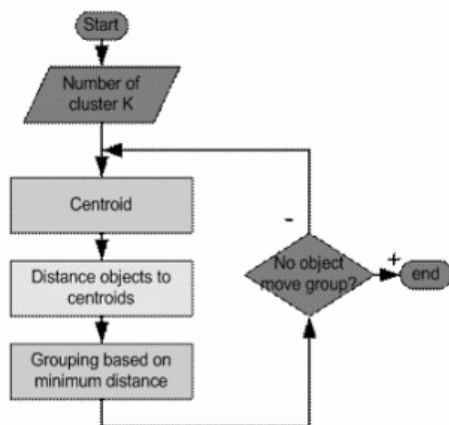 Start
Number of
cluster K
Centroid
Distance objects to
centroids
Grouping based on
minimum distance
-
No object
move group?
+
end